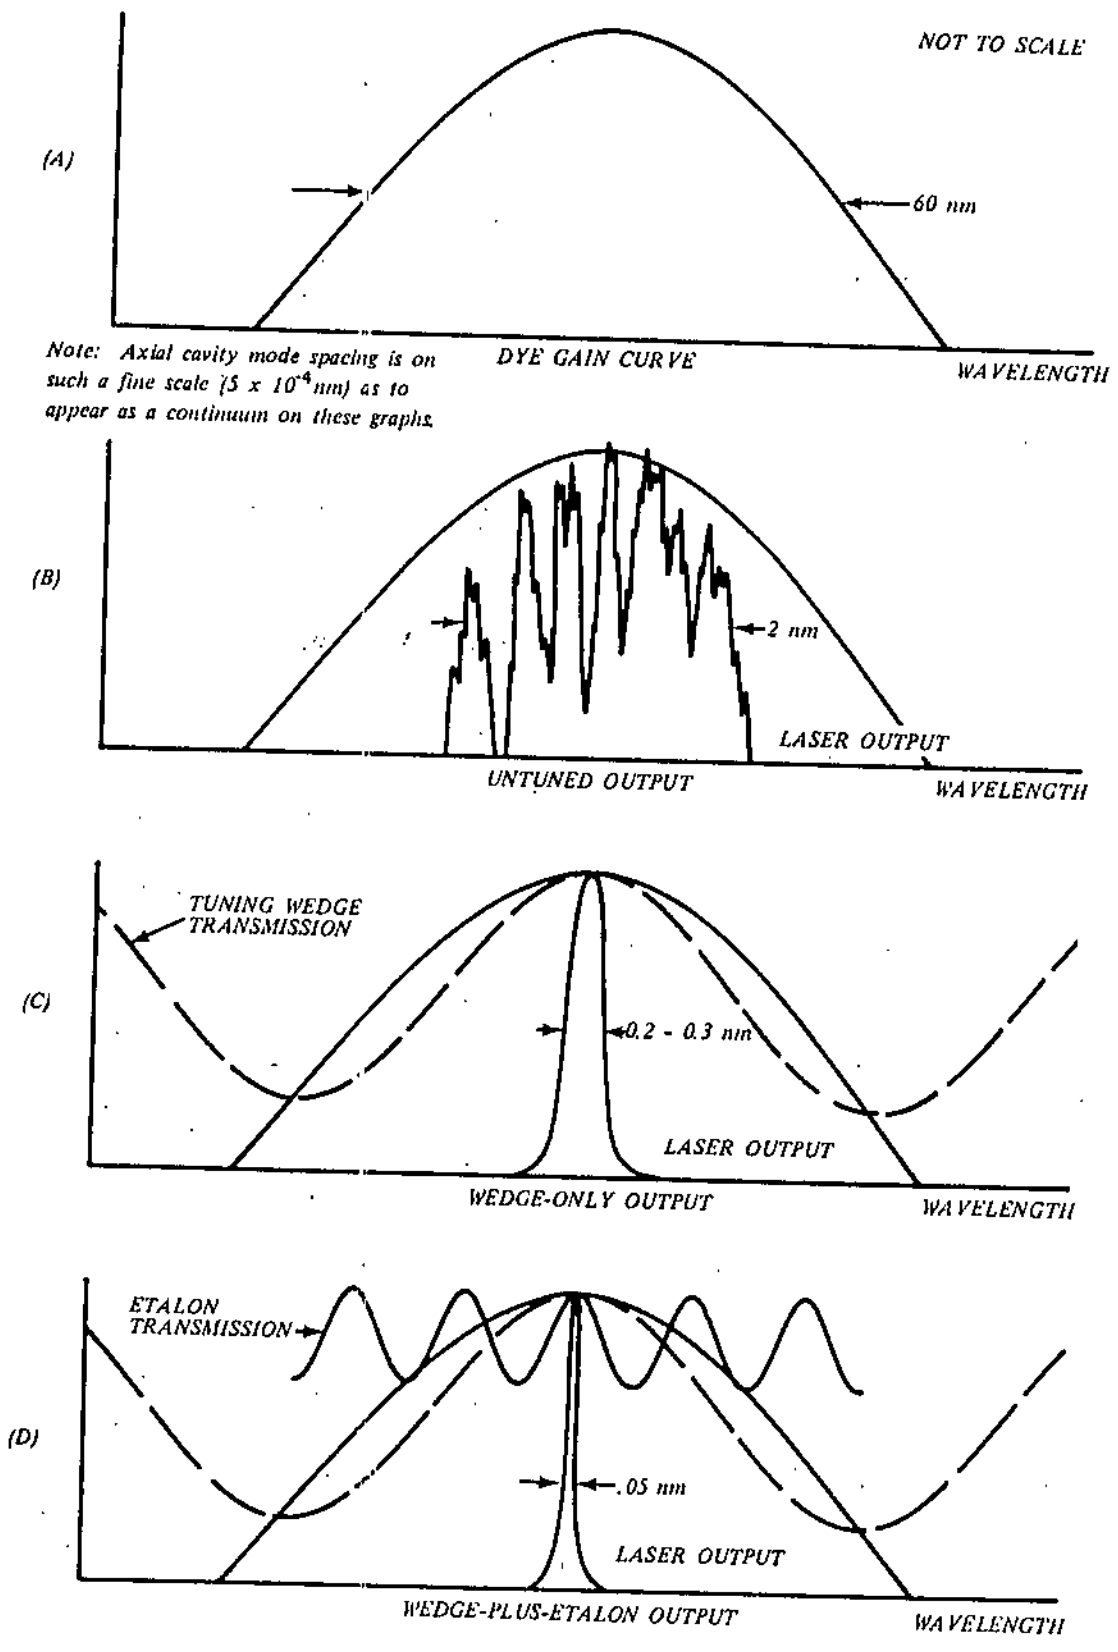 NOT TO SCALE
(A)
60 nm
DYE GAIN CURVE
WAVELENGTH
Note: Axial cavity mode spacing is on
such a fine scale (5 x 10⁻⁴ nm) as to
appear as a continuum on these graphs.
(B)
2 nm
LASER OUTPUT
UNTUNED OUTPUT
WAVELENGTH
TUNING WEDGE
TRANSMISSION
(C)
0.2 - 0.3 nm
LASER OUTPUT
WEDGE-ONLY OUTPUT
WAVELENGTH
ETALON
TRANSMISSION
(D)
.05 nm
LASER OUTPUT
WEDGE-PLUS-ETALON OUTPUT
WAVELENGTH